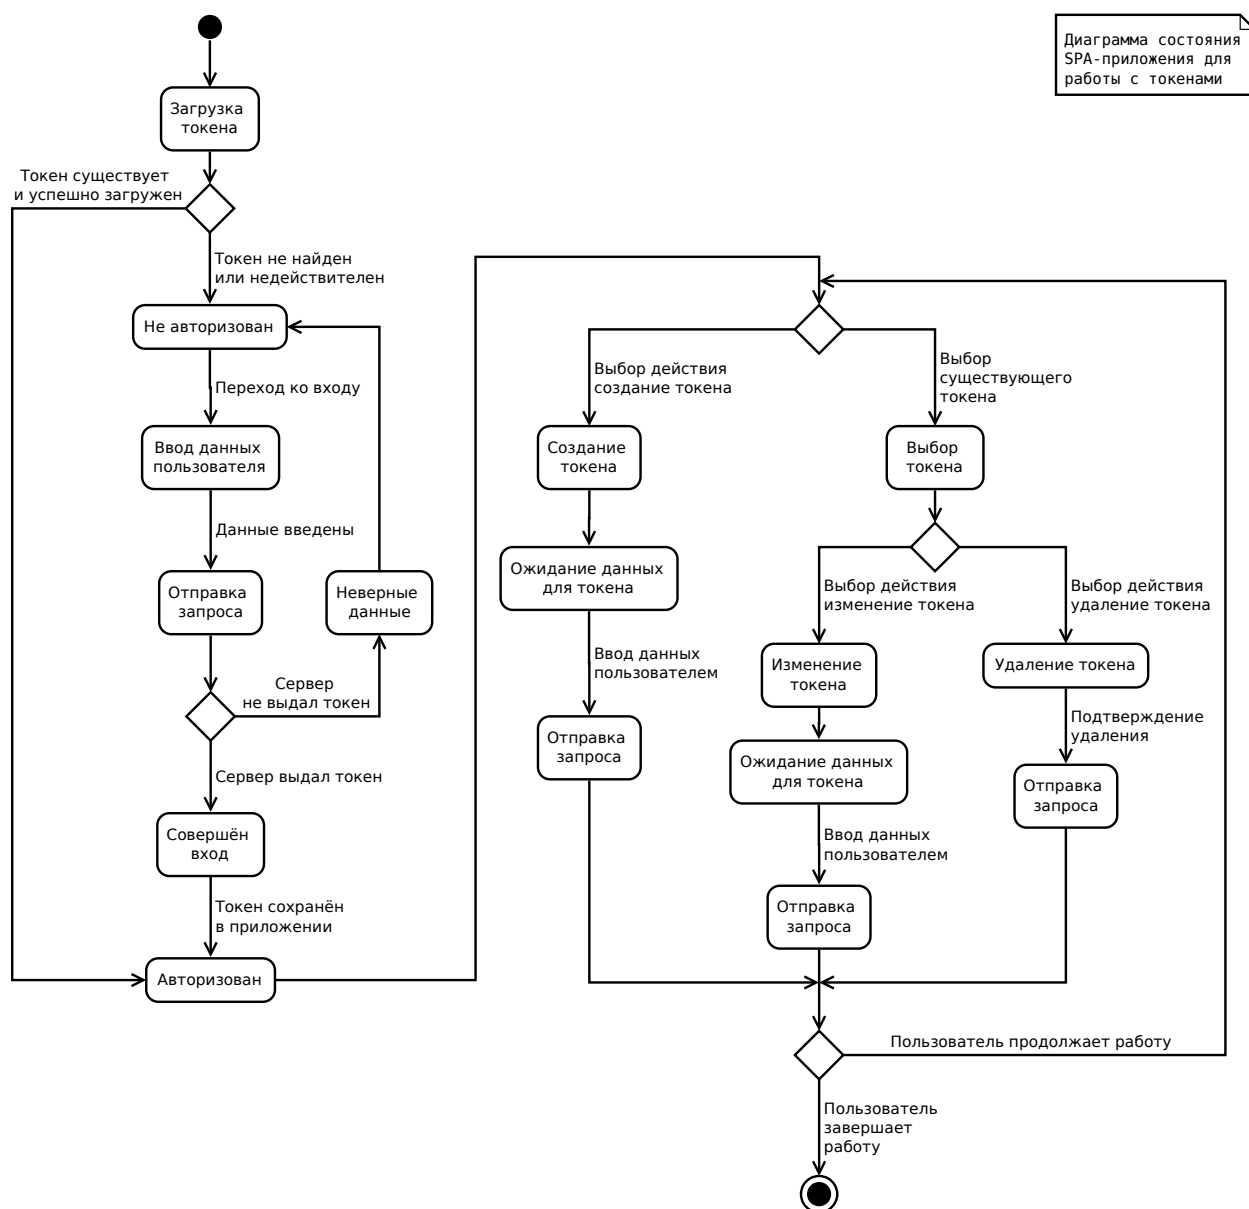 Диаграмма состояния
SPA-приложения для
работы с токенами
Загрузка
токена
Токен существует
и успешно загружен
Токен не найден
или недействителен
Не авторизован
Переход ко входу
Ввод данных
пользователя
Данные введены
Отправка
запроса
Неверные
данные
Сервер
не выдал токен
Сервер выдал токен
Совершён
вход
Токен сохранён
в приложении
Авторизован
Выбор действия
создание токена
Выбор
существующего
токена
Создание
токена
Выбор
токена
Ожидание данных
для токена
Выбор действия
изменение токена
Выбор действия
удаление токена
Ввод данных
пользователем
Изменение
токена
Удаление токена
Отправка
запроса
Подтверждение
удаления
Ожидание данных
для токена
Отправка
запроса
Ввод данных
пользователем
Отправка
запроса
Пользователь продолжает работу
Пользователь
завершает
работу